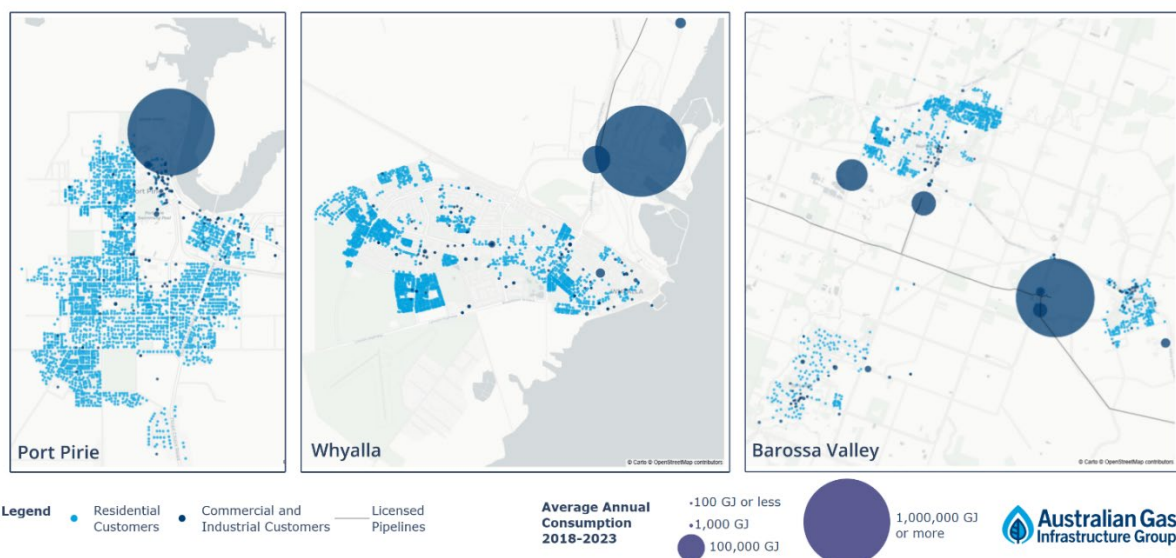 Port Pirie
Whyalla
© Carto © OpenStreetMap contributors
Barossa Valley
© Carto © OpenStreetMap contributors
Legend
Residential
Customers
Commercial and
Industrial Customers
Licensed
Pipelines
Average Annual
Consumption
2018-2023
100 GJ or less
1,000 GJ
100,000 GJ
1,000,000 GJ
or more
Australian Gas
Infrastructure Group